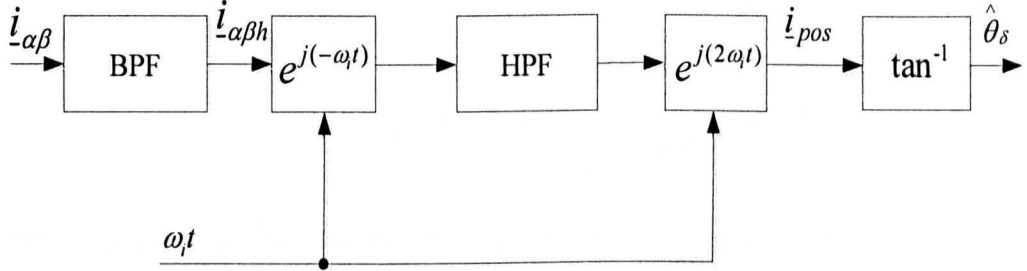 i_αβ
BPF
i_αβh
e^{j(-ω_i t)}
HPF
e^{j(2ω_i t)}
i_pos
tan^{-1}
θ̂_δ
ω_i t